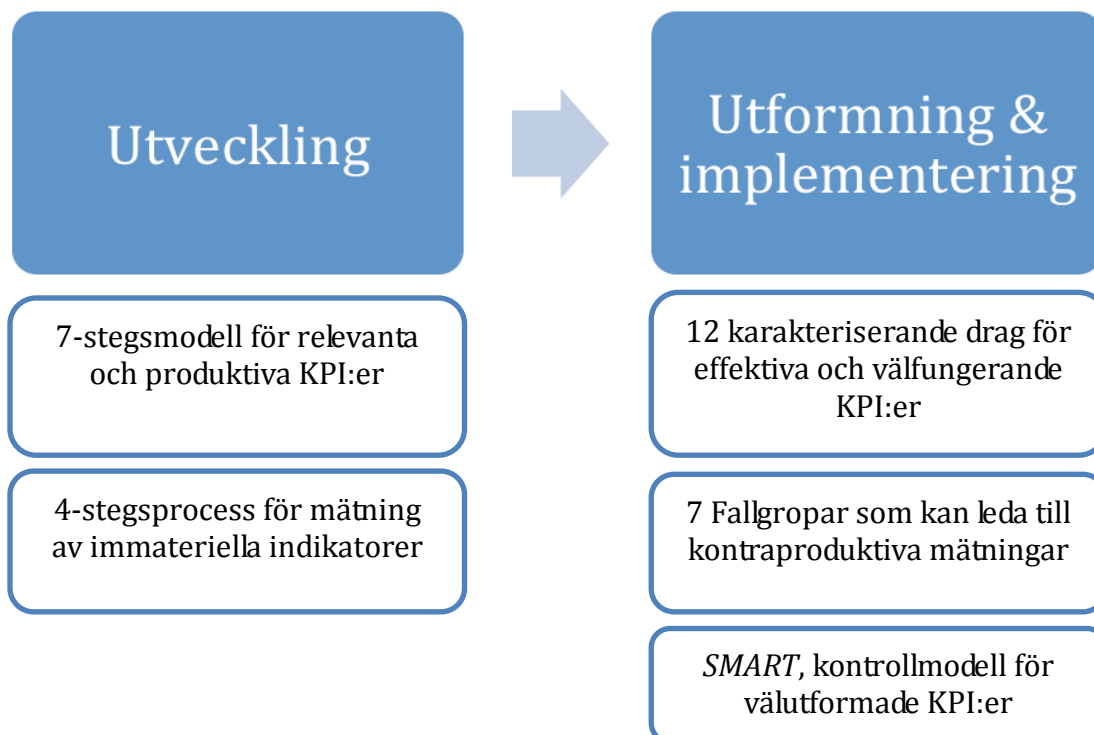 Utveckling
7-stegsmodell för relevanta
och produktiva KPI:er
4-stegsprocess för mätning
av immateriella indikatorer
Utformning &
implementering
12 karakteriserande drag för
effektiva och välfungerande
KPI:er
7 Fallgropar som kan leda till
kontraproduktiva mätningar
SMART, kontrollmodell för
välutformade KPI:er